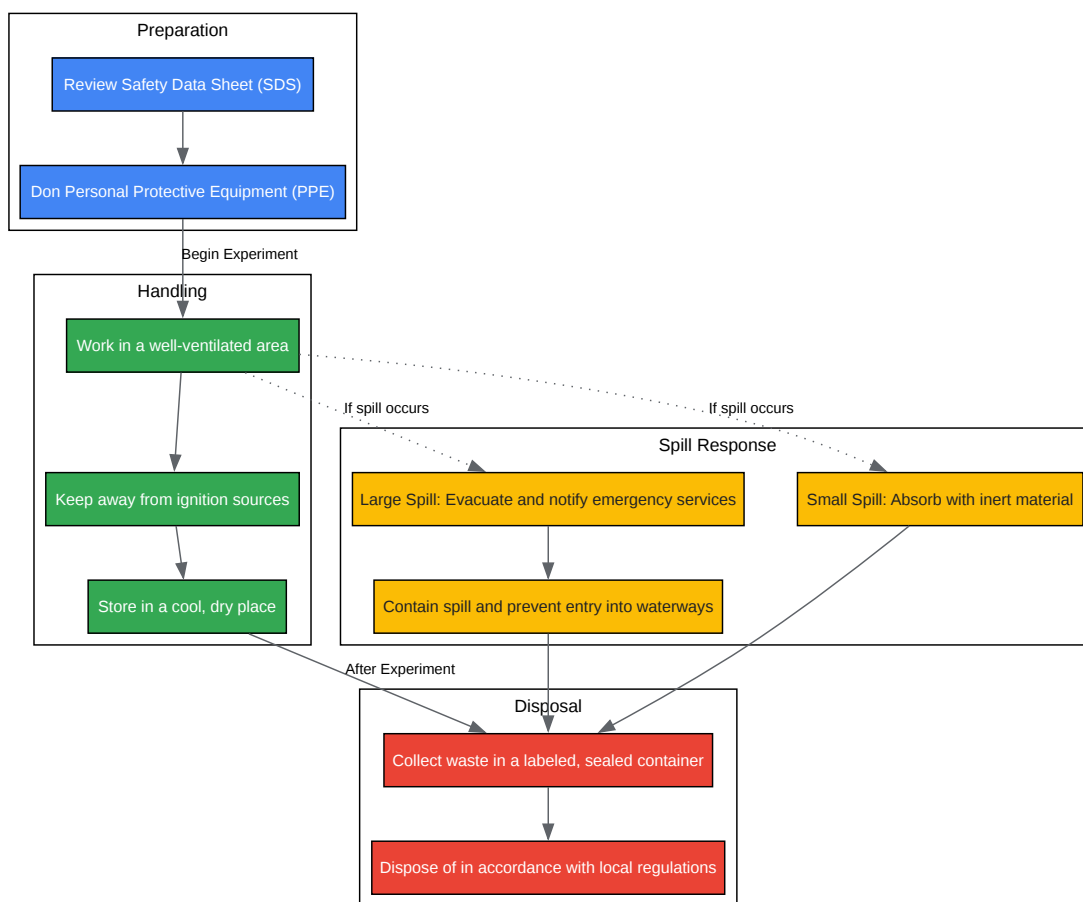 Preparation
Review Safety Data Sheet (SDS)
Don Personal Protective Equipment (PPE)
Begin Experiment
Handling
Work in a well-ventilated area
If spill occurs
If spill occurs
Spill Response
Keep away from ignition sources
Large Spill: Evacuate and notify emergency services
Small Spill: Absorb with inert material
Store in a cool, dry place
Contain spill and prevent entry into waterways
After Experiment
Disposal
Collect waste in a labeled, sealed container
Dispose of in accordance with local regulations